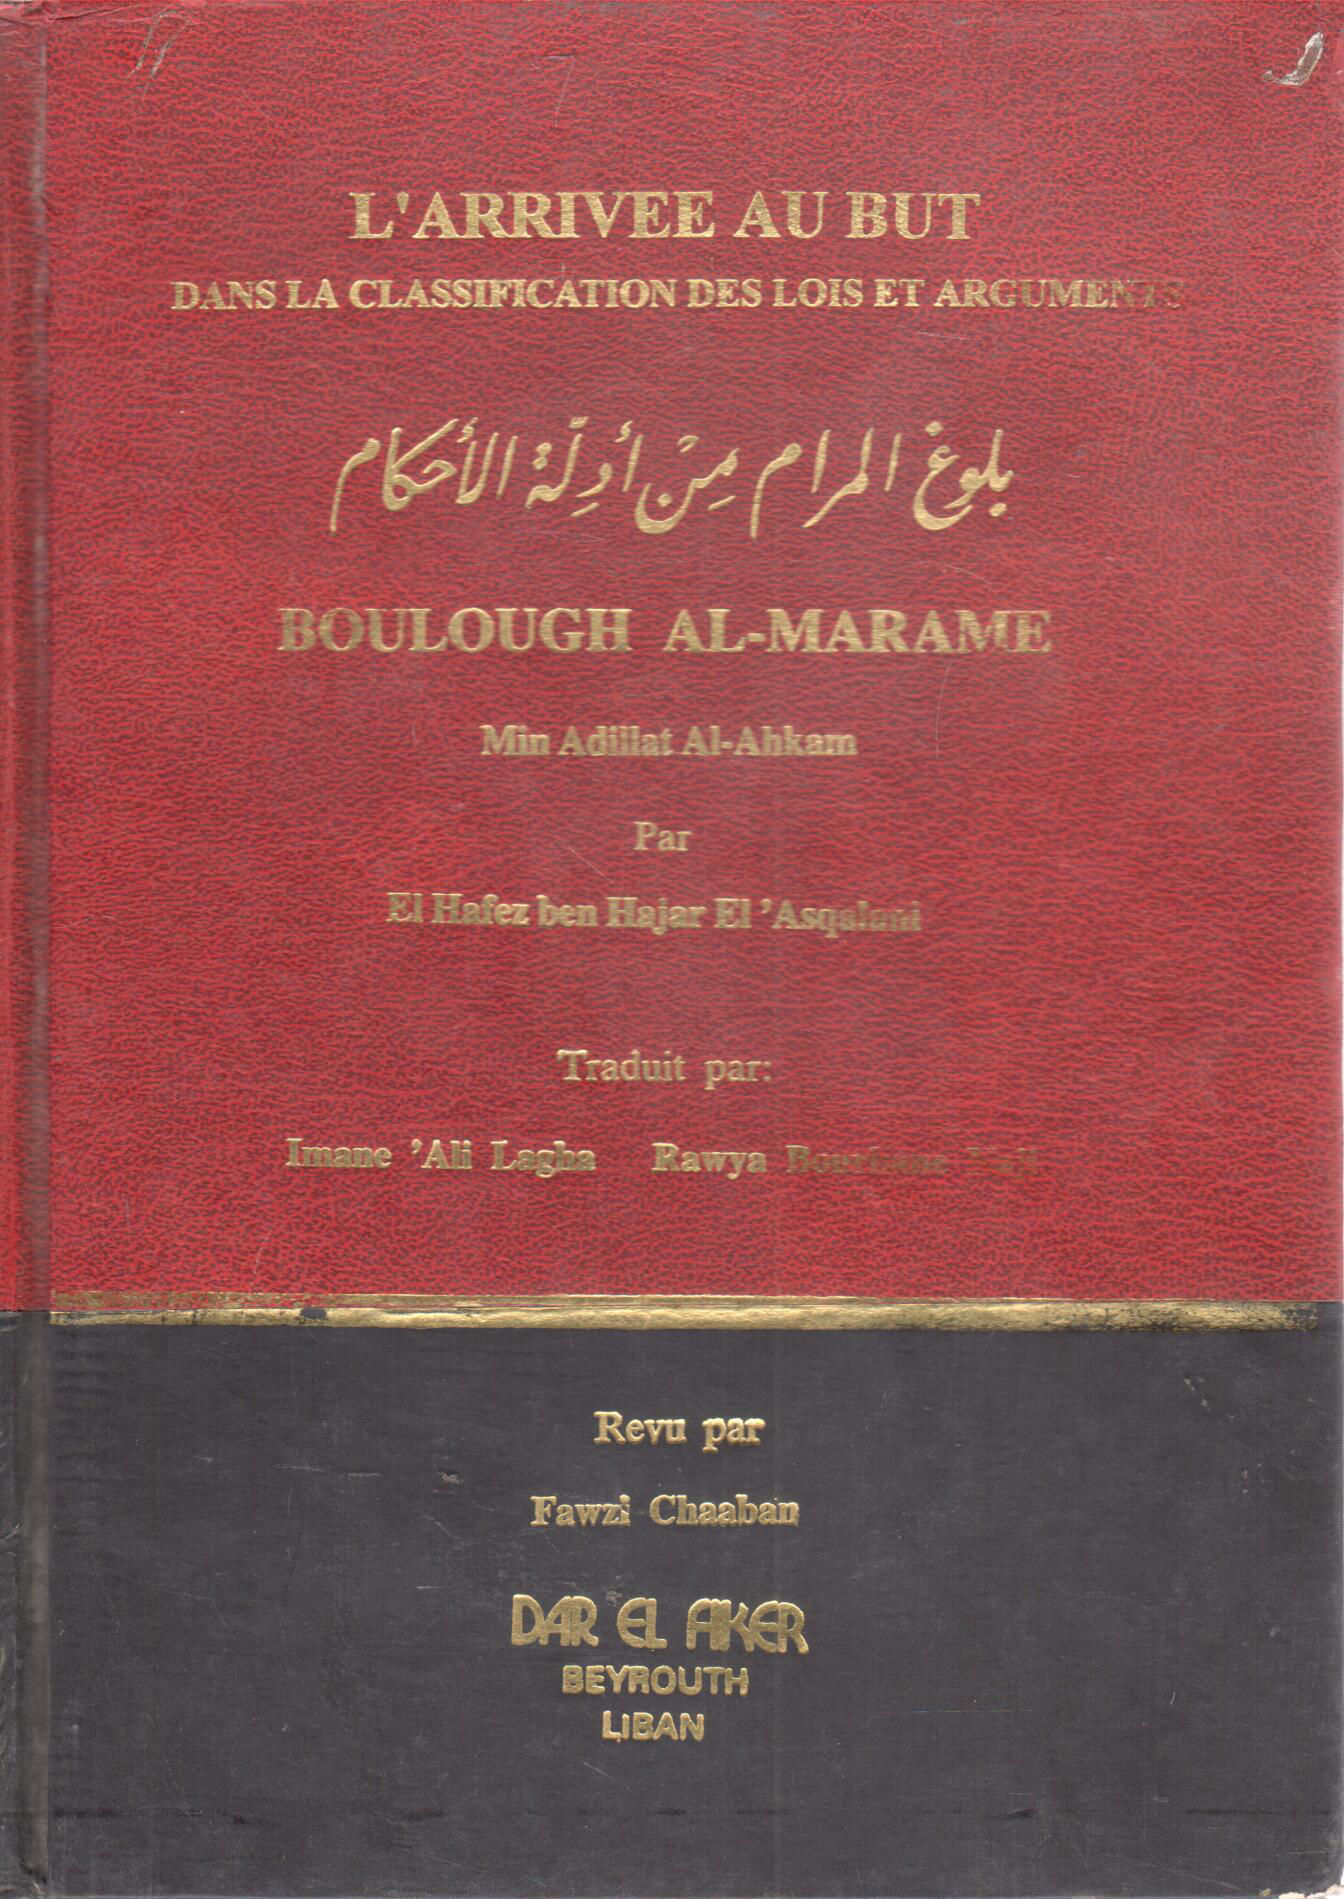 L'ARRIVEE AU BUT
DANS LA CLASSIFICATION DES LOIS ET ARGUMENTS
بلوغ المرام مِنْ أدِلَّة الأحكام
BOULOUGH AL-MARAME
Min Adillat Al-Ahkam
Par
El Hafez ben Hajar El ’Asqalani
Traduit par:
Imane ’Ali Lagha Rawya
Revu par
Fawzi Chaaban
DAR EL FIKER
BEYROUTH
LIBAN